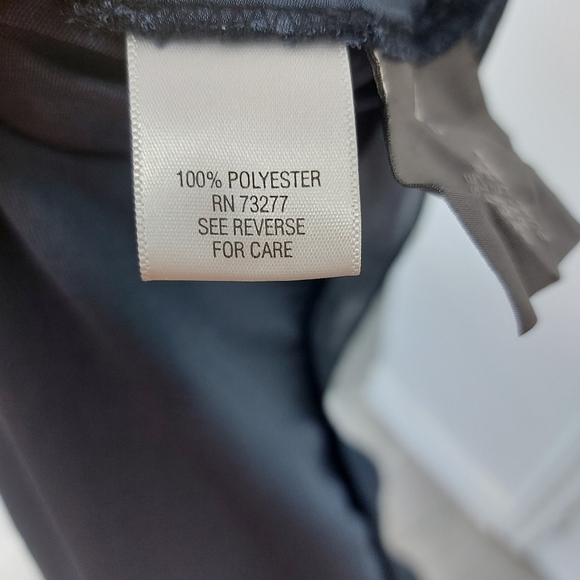 100% POLYESTER
RN 73277
SEE REVERSE
FOR CARE